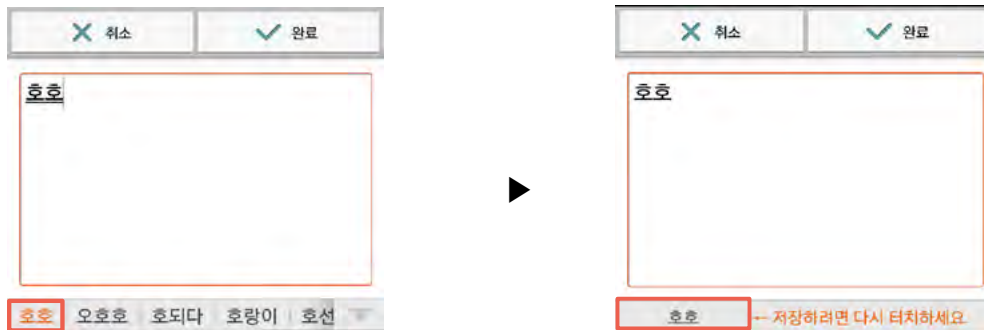 취소 완료
호호
호호 오호호 호되다 호랑이 호선
취소 완료
호호
호호 ← 저장하려면 다시 터치하세요